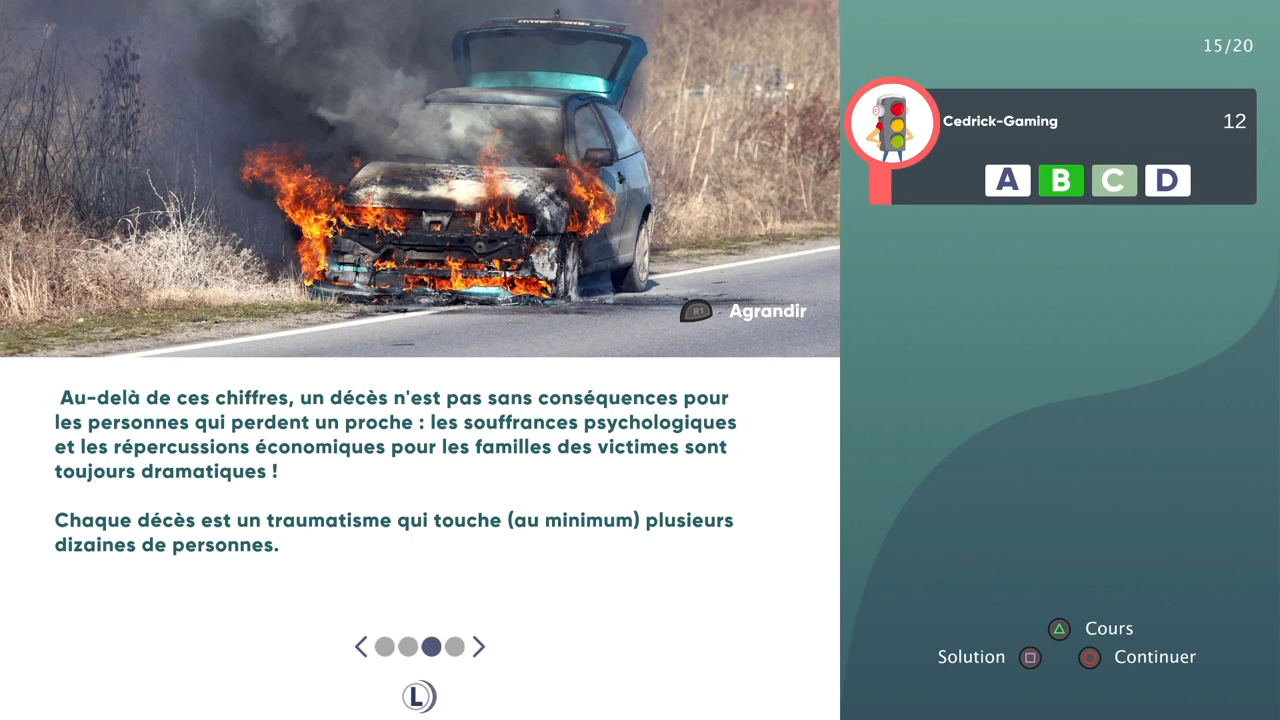 15/20
Cedrick-Gaming
12
A B C D
R1 Agrandir
Au-delà de ces chiffres, un décès n'est pas sans conséquences pour
les personnes qui perdent un proche : les souffrances psychologiques
et les répercussions économiques pour les familles des victimes sont
toujours dramatiques !
Chaque décès est un traumatisme qui touche (au minimum) plusieurs
dizaines de personnes.
L
Cours
Solution
Continuer